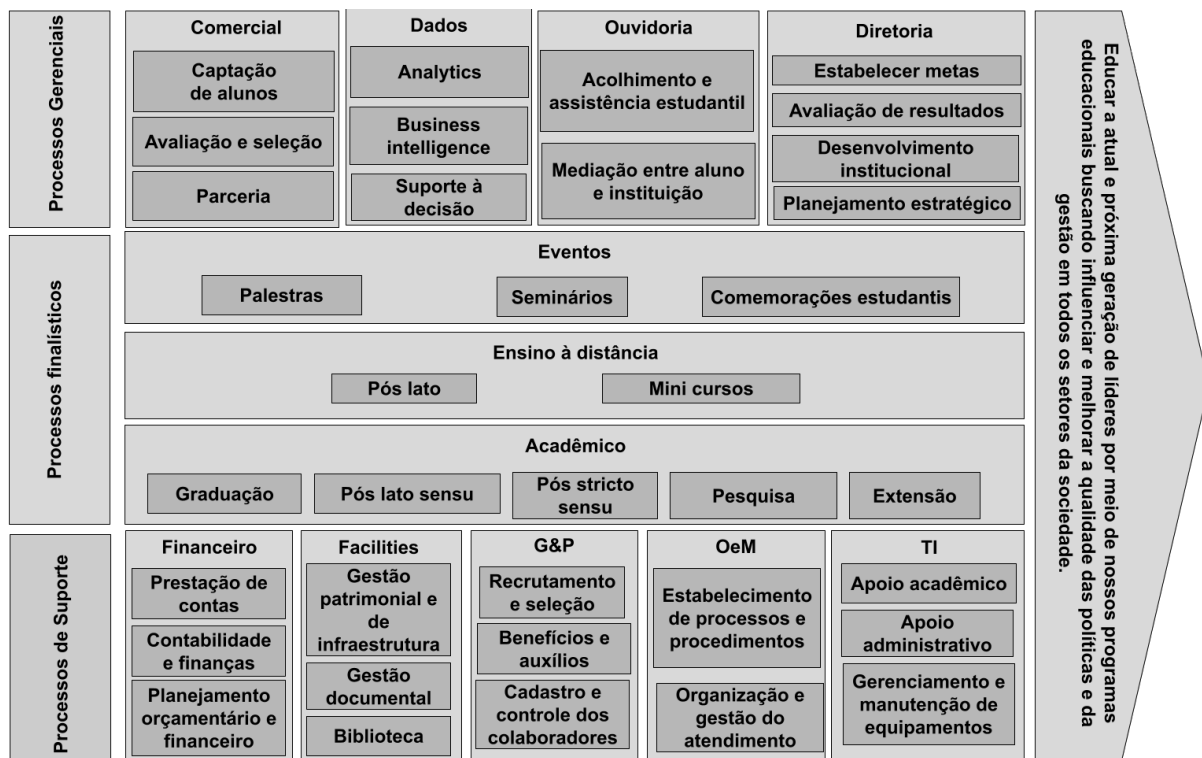 Processos Gerenciais
Comercial
Captação
de alunos
Avaliação e seleção
Parceria
Dados
Analytics
Business
intelligence
Suporte à
decisão
Ouvidoria
Acolhimento e
assistência estudantil
Mediação entre aluno
e instituição
Diretoria
Estabelecer metas
Avaliação de resultados
Desenvolvimento
institucional
Planejamento estratégico
Processos finalísticos
Eventos
Palestras
Seminários
Comemorações estudantis
Ensino à distância
Pós lato
Mini cursos
Acadêmico
Graduação
Pós lato sensu
Pós stricto
sensu
Pesquisa
Extensão
Processos de Suporte
Financeiro
Prestação de
contas
Contabilidade
e finanças
Planejamento
orçamentário e
financeiro
Facilities
Gestão
patrimonial e
de
infraestrutura
Gestão
documental
Biblioteca
G&P
Recrutamento
e seleção
Benefícios e
auxílios
Cadastro e
controle dos
colaboradores
OeM
Estabelecimento
de processos e
procedimentos
Organização e
gestão do
atendimento
TI
Apoio acadêmico
Apoio
administrativo
Gerenciamento e
manutenção de
equipamentos
Educar a atual e próxima geração de líderes por meio de nossos programas
educacionais buscando influenciar e melhorar a qualidade das políticas e da
gestão em todos os setores da sociedade.